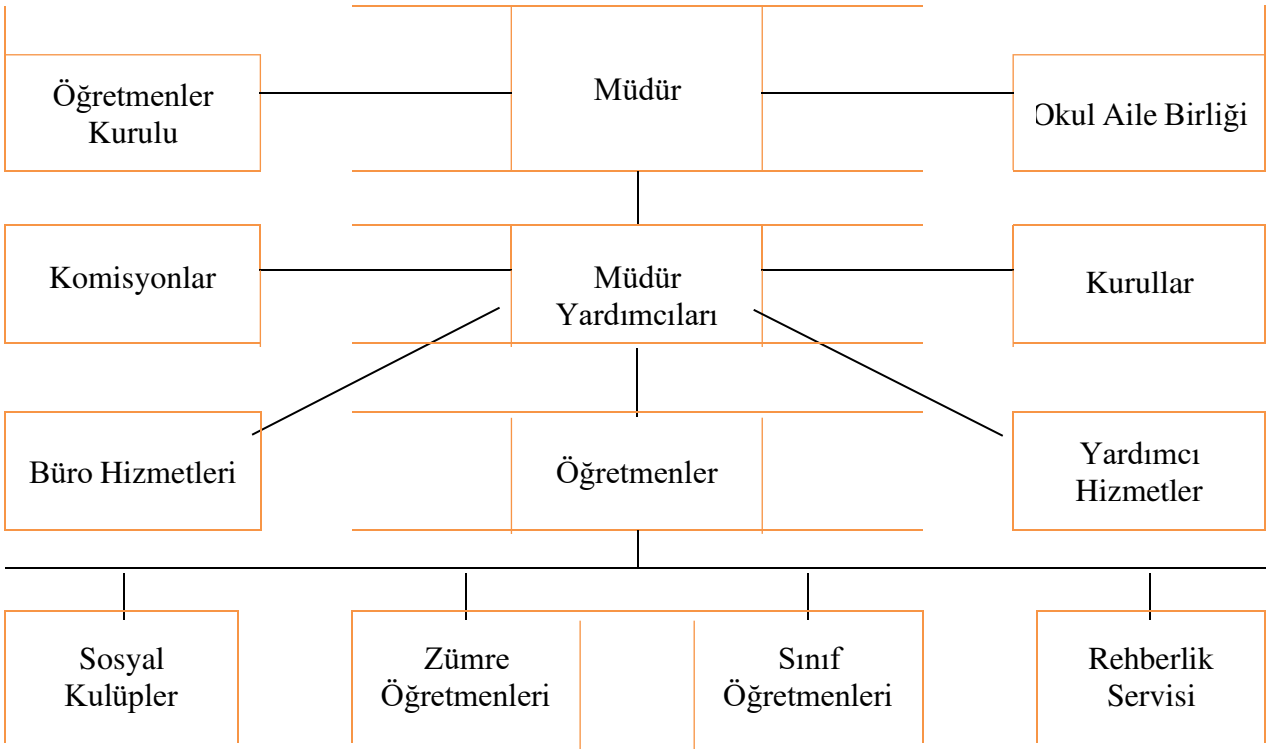 Öğretmenler
Kurulu
Müdür
Okul Aile Birliği
Komisyonlar
Müdür
Yardımcıları
Kurullar
Büro Hizmetleri
Öğretmenler
Yardımcı
Hizmetler
Sosyal
Kulüpler
Zümre
Öğretmenleri
Sınıf
Öğretmenleri
Rehberlik
Servisi